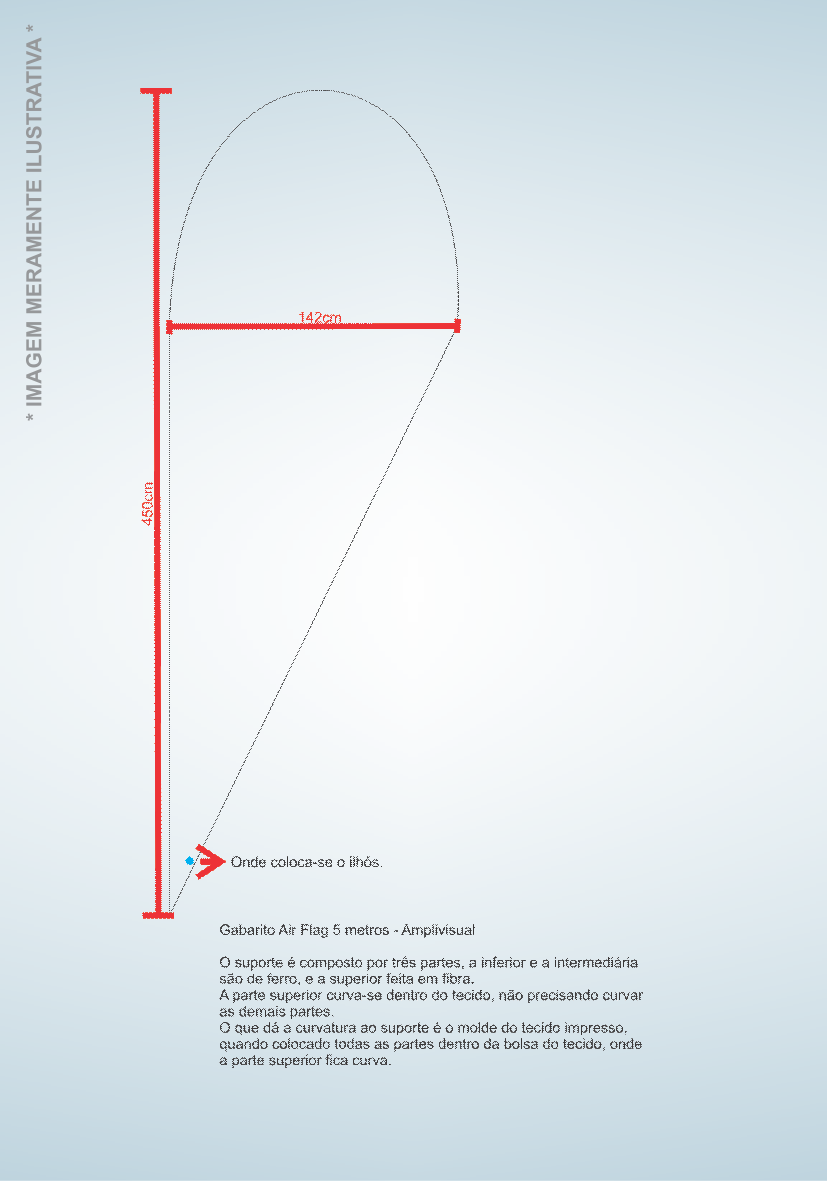 * IMAGEM MERAMENTE ILUSTRATIVA *
142cm
450cm
Onde coloca-se o ilhós.
Gabarito Air Flag 5 metros - Amplivisual
O suporte é composto por três partes, a inferior e a intermediária
são de ferro, e a superior feita em fibra.
A parte superior curva-se dentro do tecido, não precisando curvar
as demais partes.
O que dá a curvatura ao suporte é o molde do tecido impresso,
quando colocado todas as partes dentro da bolsa do tecido, onde
a parte superior fica curva.